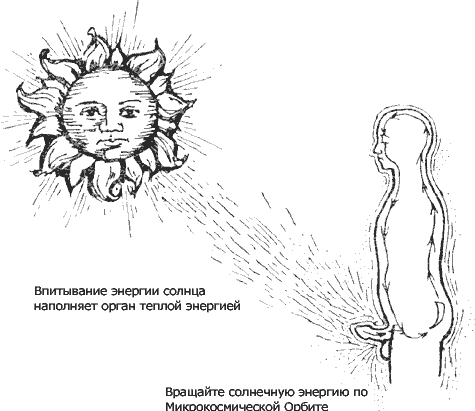 Впитывание энергии солнца
наполняет орган теплой энергией
Вращайте солнечную энергию по
Микрокосмической Орбите